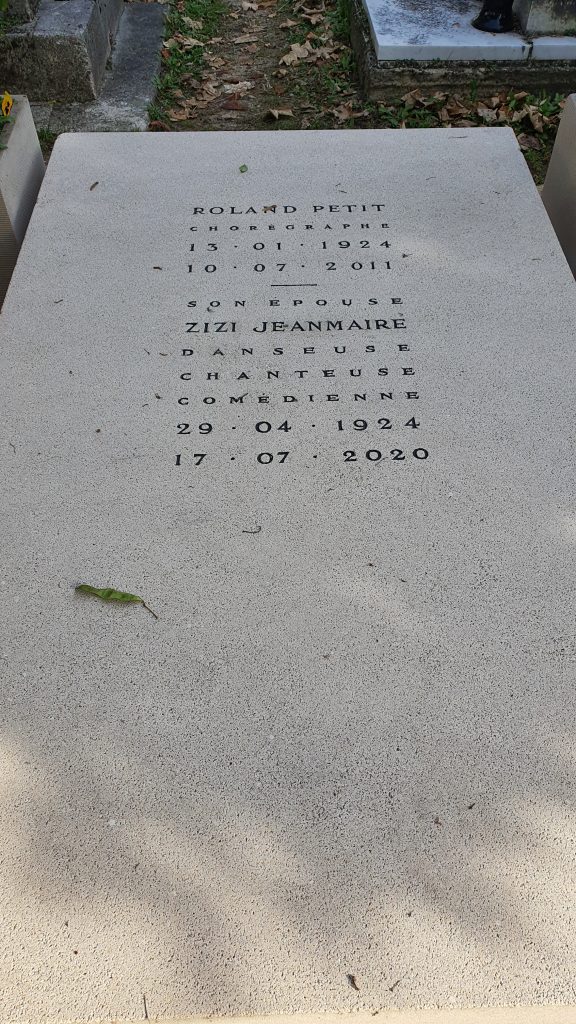 ROLAND PETIT
CHORÉGRAPHE
13 · 01 · 1924
10 · 07 · 2011
SON ÉPOUSE
ZIZI JEANMAIRE
DANSEUSE
CHANTEUSE
COMÉDIENNE
29 · 04 · 1924
17 · 07 · 2020